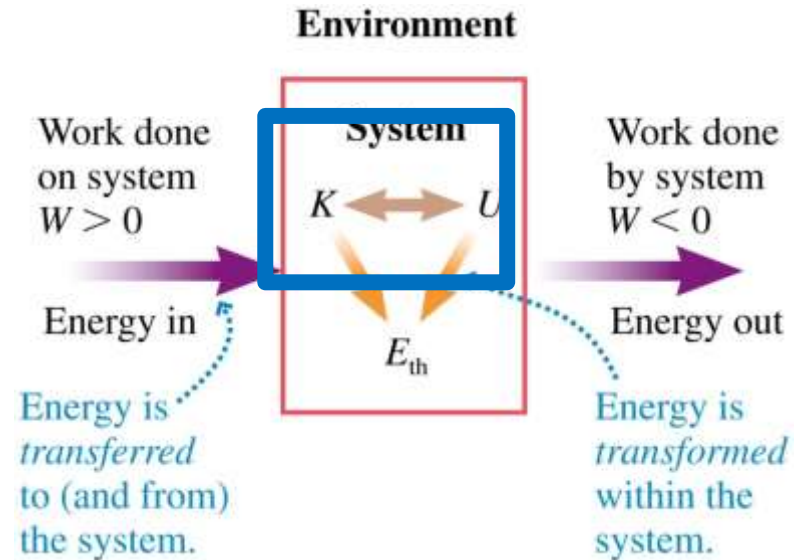 Environment
Work done
on system
W > 0
System
Work done
by system
W < 0
K
U
Energy in
Energy out
E_th
Energy is
transferred
to (and from)
the system.
Energy is
transformed
within the
system.